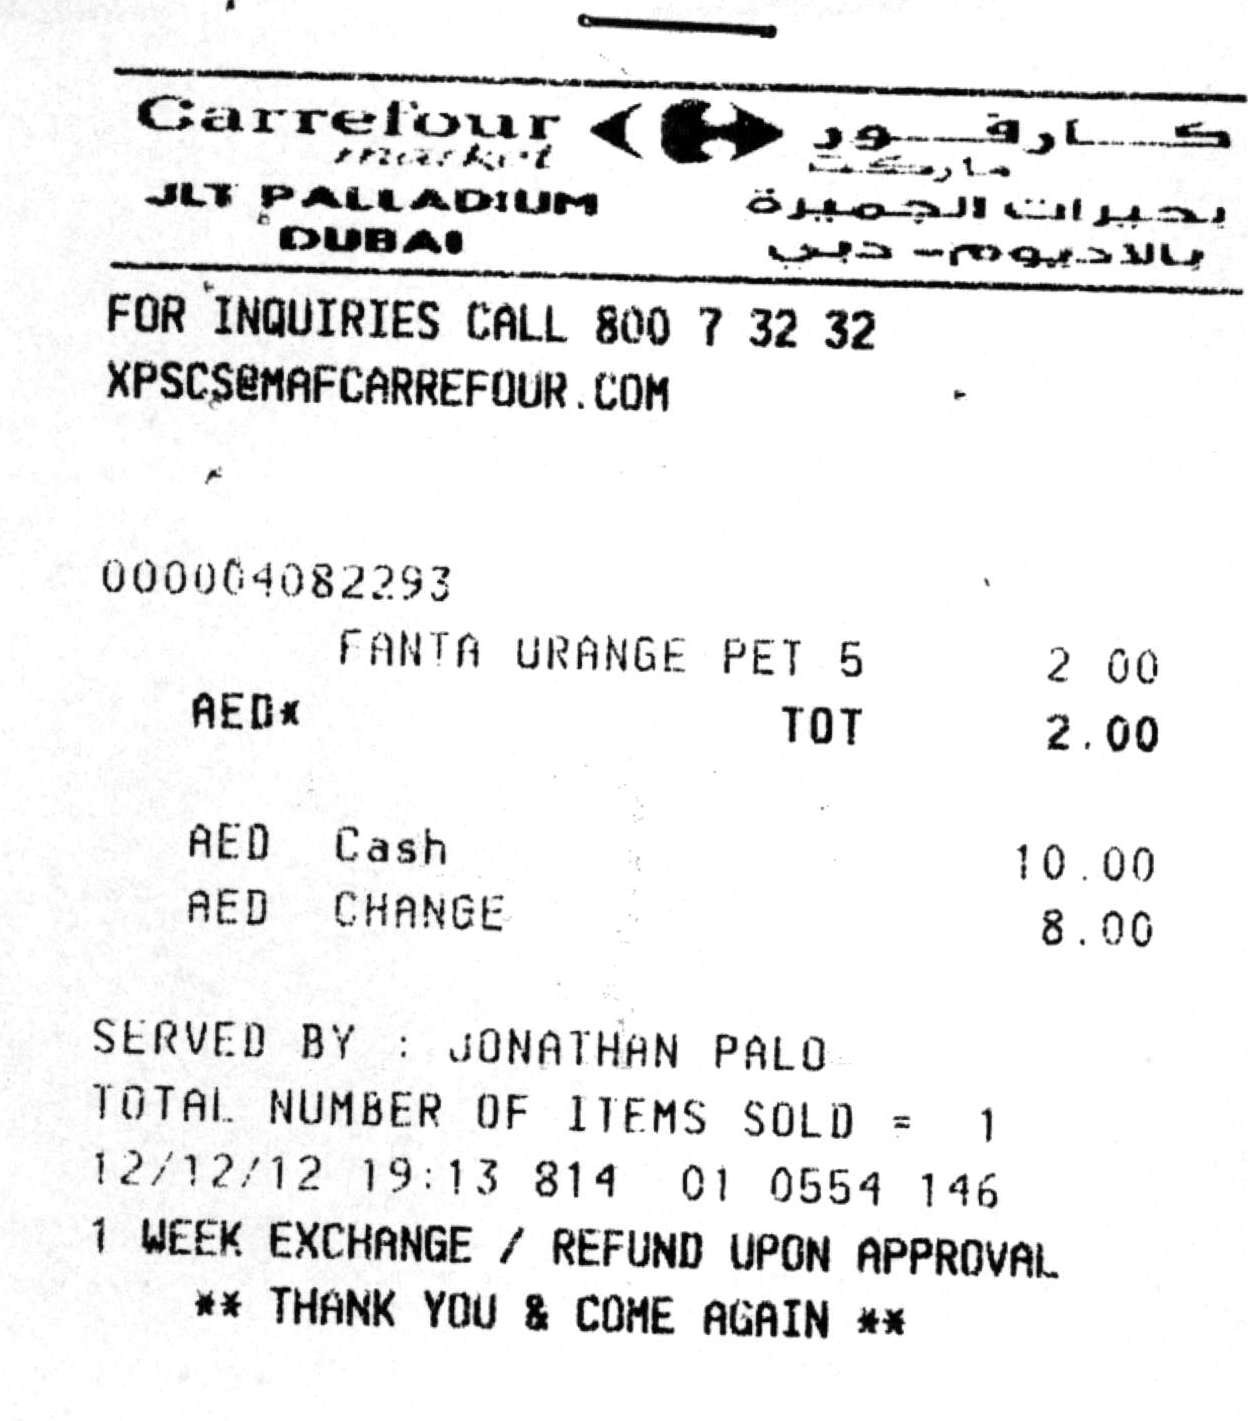 Carrefour
market
JLT PALLADIUM
DUBAI
كارفور
ماركت
بحيرات الجميرة
بالاديوم - دبي
FOR INQUIRIES CALL 800 7 32 32
XPSCS@MAFCARREFOUR.COM
000004082293
FANTA ORANGE PET 5 2 00
AED* TOT 2.00
AED Cash 10.00
AED CHANGE 8.00
SERVED BY : JONATHAN PALO
TOTAL NUMBER OF ITEMS SOLD = 1
12/12/12 19:13 814 01 0554 146
1 WEEK EXCHANGE / REFUND UPON APPROVAL
** THANK YOU & COME AGAIN **